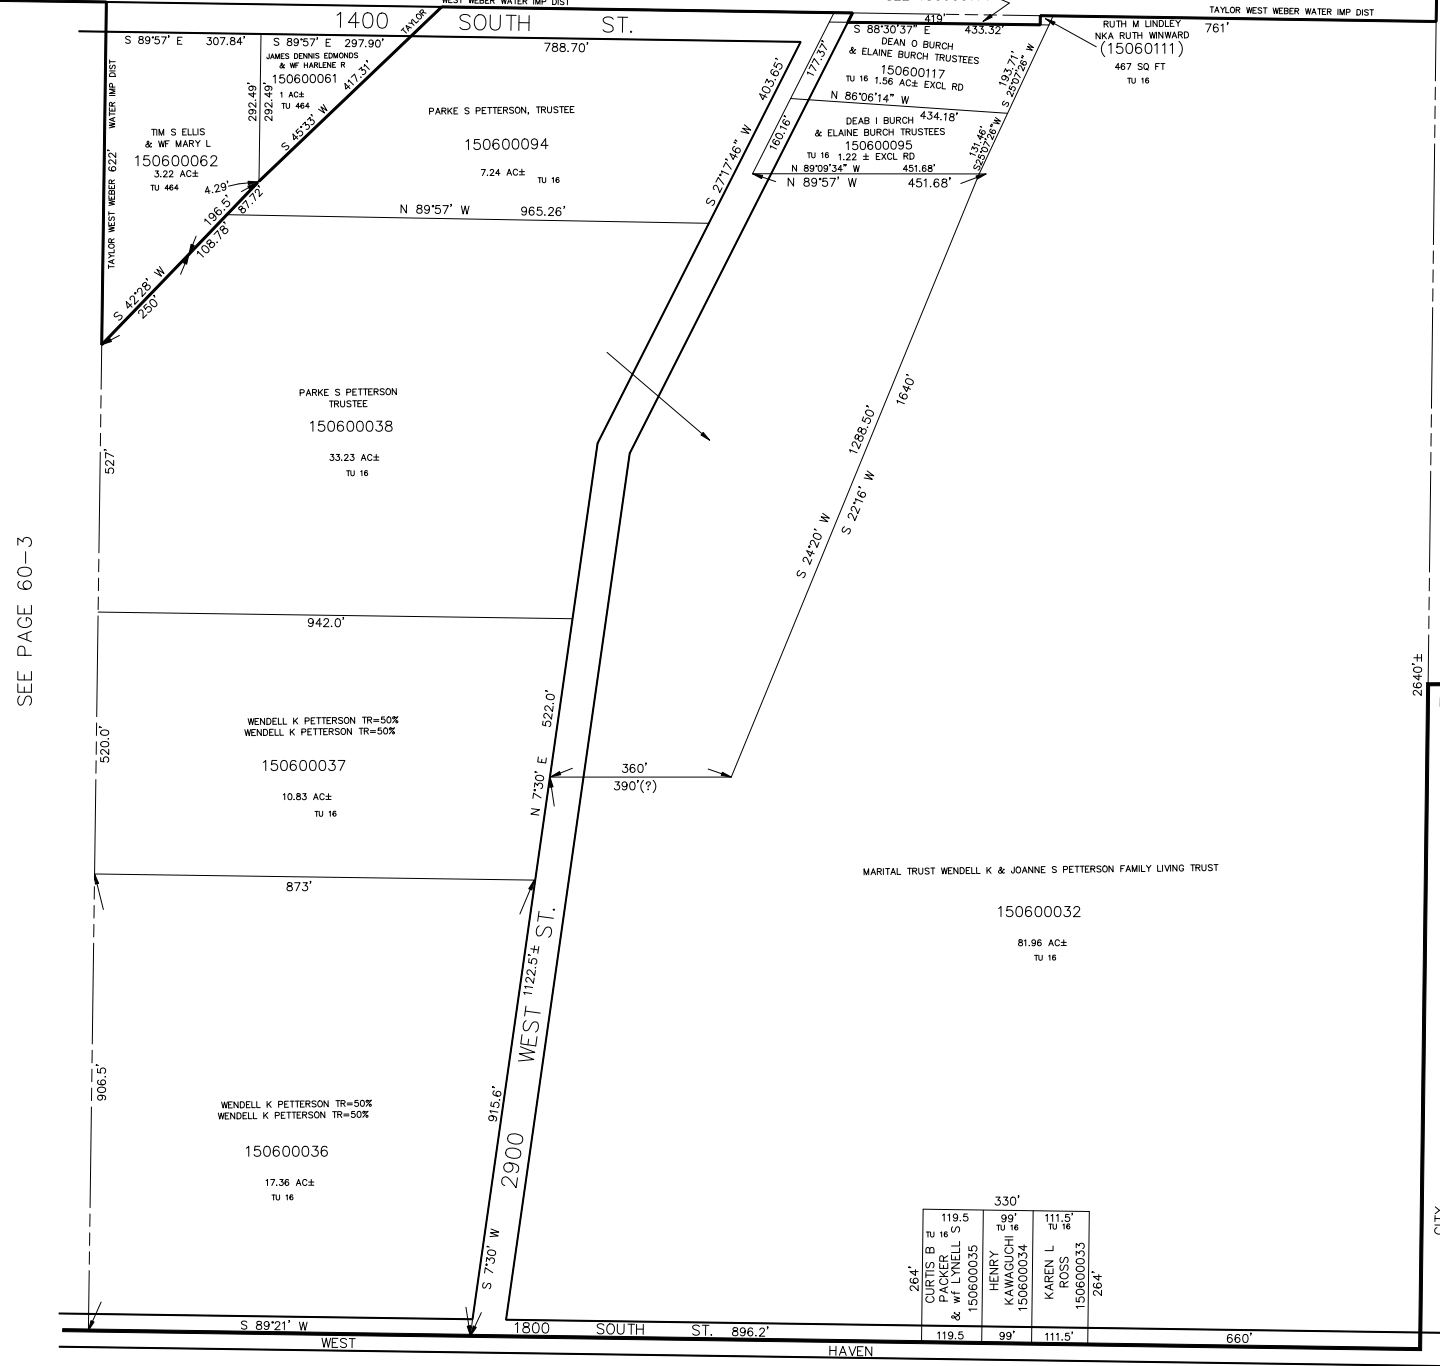 WEST WEBER WATER IMP DIST
TAYLOR
1400 SOUTH ST.
TAYLOR WEST WEBER WATER IMP DIST
S 89°57' E 307.84'
S 89°57' E 297.90'
788.70'
JAMES DENNIS EDMONDS
& WF HARLENE R
150600061
1 AC±
TU 464
292.49'
292.49'
S 45°33' W 417.31'
TAYLOR WEST WEBER 622' WATER IMP DIST
TIM S ELLIS
& WF MARY L
150600062
3.22 AC±
TU 464
4.29'
196.5'
87.72'
108.78'
S 42°28' W
250'
PARKE S PETTERSON, TRUSTEE
150600094
7.24 AC±
TU 16
N 89°57' W 965.26'
S 27°17'46" W 403.65'
177.37'
160.16'
419'
S 88°30'37" E 433.32'
DEAN O BURCH
& ELAINE BURCH TRUSTEES
150600117
TU 16 1.56 AC± EXCL RD
N 86°06'14" W
434.18'
193.71'
S 25°07'26" W
DEAB I BURCH
& ELAINE BURCH TRUSTEES
150600095
TU 16 1.22 ± EXCL RD
131.46'
S25°07'26"W
N 89°09'34" W 451.68'
N 89°57' W 451.68'
RUTH M LINDLEY
NKA RUTH WINWARD
(15060111)
467 SQ FT
TU 16
761'
PARKE S PETTERSON
TRUSTEE
150600038
33.23 AC±
TU 16
527'
1288.50'
1640'
S 24°20' W
S 22°16' W
SEE PAGE 60-3
942.0'
2640'±
WENDELL K PETTERSON TR=50%
WENDELL K PETTERSON TR=50%
150600037
10.83 AC±
TU 16
520.0'
N 7°30' E 522.0'
360'
390'(?)
873'
MARITAL TRUST WENDELL K & JOANNE S PETTERSON FAMILY LIVING TRUST
150600032
81.96 AC±
TU 16
2900 WEST ST.
1122.5'±
906.5'
915.6'
WENDELL K PETTERSON TR=50%
WENDELL K PETTERSON TR=50%
150600036
17.36 AC±
TU 16
S 7°30' W
330'
119.5
99'
111.5'
TU 16
TU 16
TU 16
264'
CURTIS B
PACKER
& wf LYNELL S
150600035
HENRY
KAWAGUCHI
150600034
KAREN L
ROSS
150600033
264'
CITY
S 89°21' W
1800 SOUTH ST.
896.2'
119.5
99'
111.5'
660'
WEST HAVEN